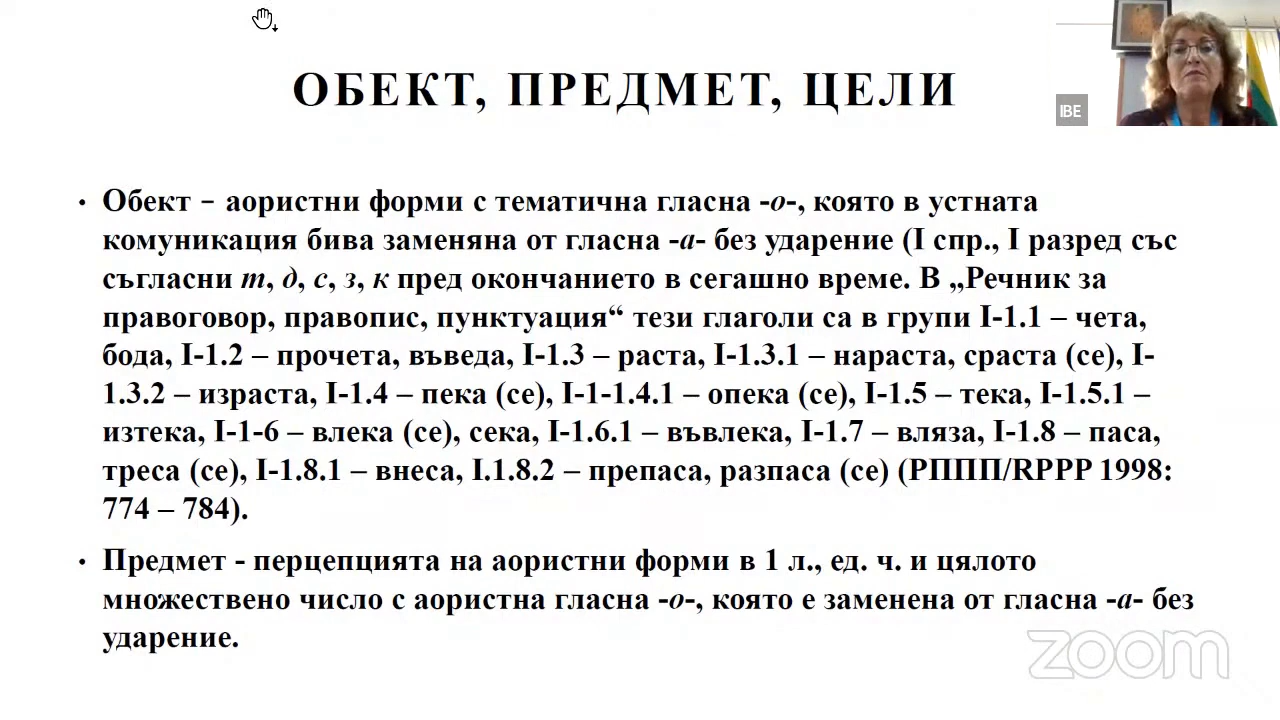 ОБЕКТ, ПРЕДМЕТ, ЦЕЛИ
IBE
• Обект – аористни форми с тематична гласна -о-, която в устната
комуникация бива заменяна от гласна -а- без ударение (I спр., I разред със
съгласни т, д, с, з, к пред окончанието в сегашно време. В „Речник за
правоговор, правопис, пунктуация“ тези глаголи са в групи I-1.1 – чета,
бода, I-1.2 – прочета, въведа, I-1.3 – раста, I-1.3.1 – нараста, сраста (се), I-
1.3.2 – израста, I-1.4 – пека (се), I-1-1.4.1 – опека (се), I-1.5 – тека, I-1.5.1 –
изтека, I-1-6 – влека (се), сека, I-1.6.1 – въвлека, I-1.7 – вляза, I-1.8 – паса,
треса (се), I-1.8.1 – внеса, I.1.8.2 – препаса, разпаса (се) (РППП/RPPP 1998:
774 – 784).
• Предмет - перцепцията на аористни форми в 1 л., ед. ч. и цялото
множествено число с аористна гласна -о-, която е заменена от гласна -а- без
ударение.
zoom